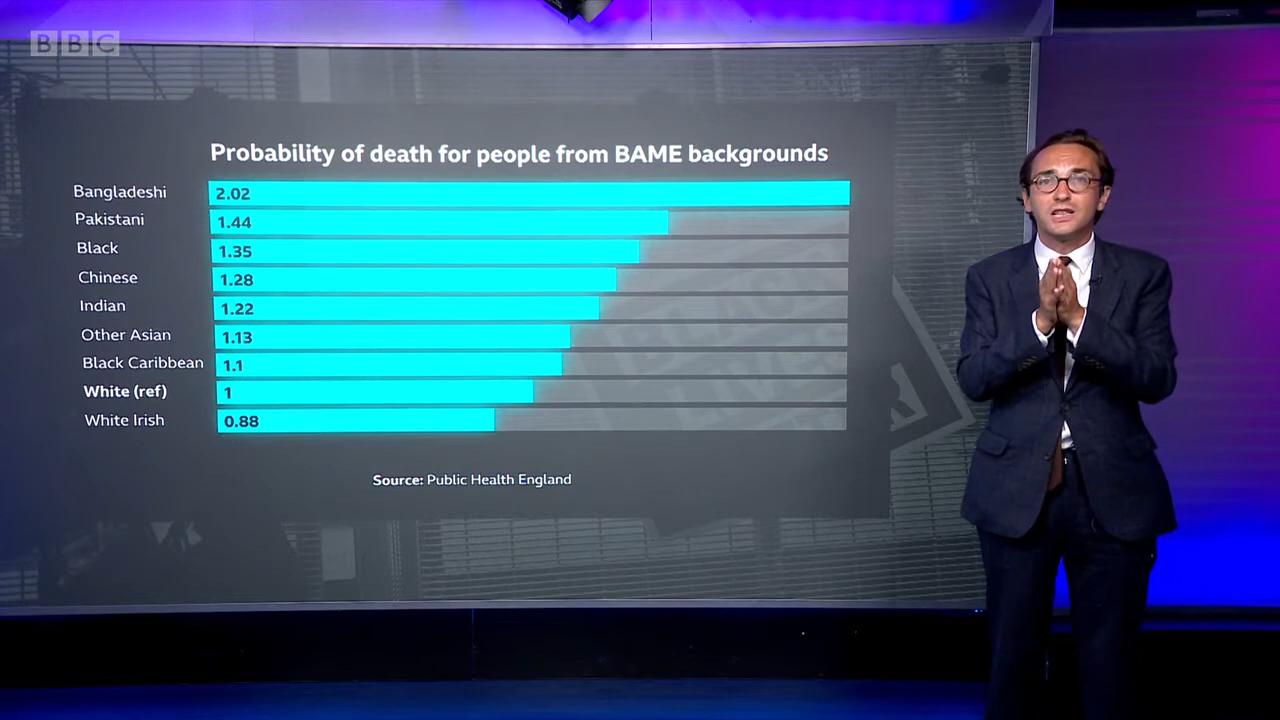 BBC
Probability of death for people from BAME backgrounds
Bangladeshi 2.02
Pakistani 1.44
Black 1.35
Chinese 1.28
Indian 1.22
Other Asian 1.13
Black Caribbean 1.1
White (ref) 1
White Irish 0.88
Source: Public Health England